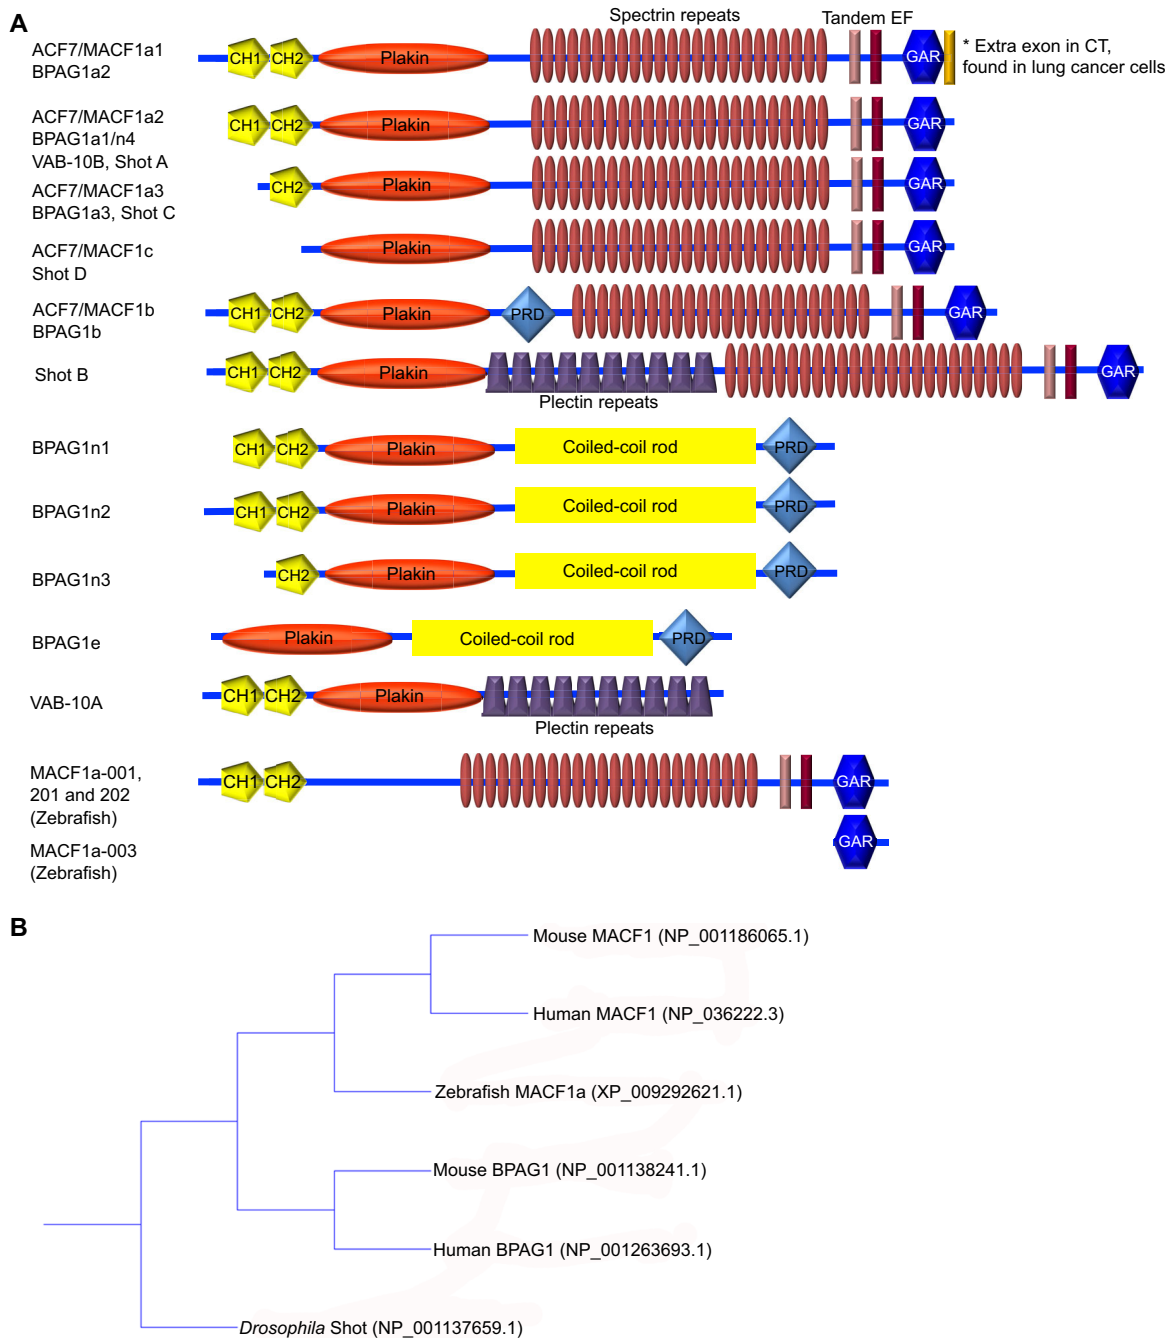 A
Spectrin repeats
Tandem EF
ACF7/MACF1a1
BPAG1a2
CH1 CH2 Plakin GAR
* Extra exon in CT,
found in lung cancer cells
ACF7/MACF1a2
BPAG1a1/n4
VAB-10B, Shot A
CH1 CH2 Plakin GAR
ACF7/MACF1a3
BPAG1a3, Shot C
CH2 Plakin GAR
ACF7/MACF1c
Shot D
Plakin GAR
ACF7/MACF1b
BPAG1b
CH1 CH2 Plakin PRD GAR
Shot B
CH1 CH2 Plakin GAR
Plectin repeats
BPAG1n1
CH1 CH2 Plakin Coiled-coil rod PRD
BPAG1n2
CH1 CH2 Plakin Coiled-coil rod PRD
BPAG1n3
CH2 Plakin Coiled-coil rod PRD
BPAG1e
Plakin Coiled-coil rod PRD
VAB-10A
CH1 CH2 Plakin
Plectin repeats
MACF1a-001,
201 and 202
(Zebrafish)
CH1 CH2 GAR
MACF1a-003
(Zebrafish)
GAR
B
Mouse MACF1 (NP_001186065.1)
Human MACF1 (NP_036222.3)
Zebrafish MACF1a (XP_009292621.1)
Mouse BPAG1 (NP_001138241.1)
Human BPAG1 (NP_001263693.1)
Drosophila Shot (NP_001137659.1)